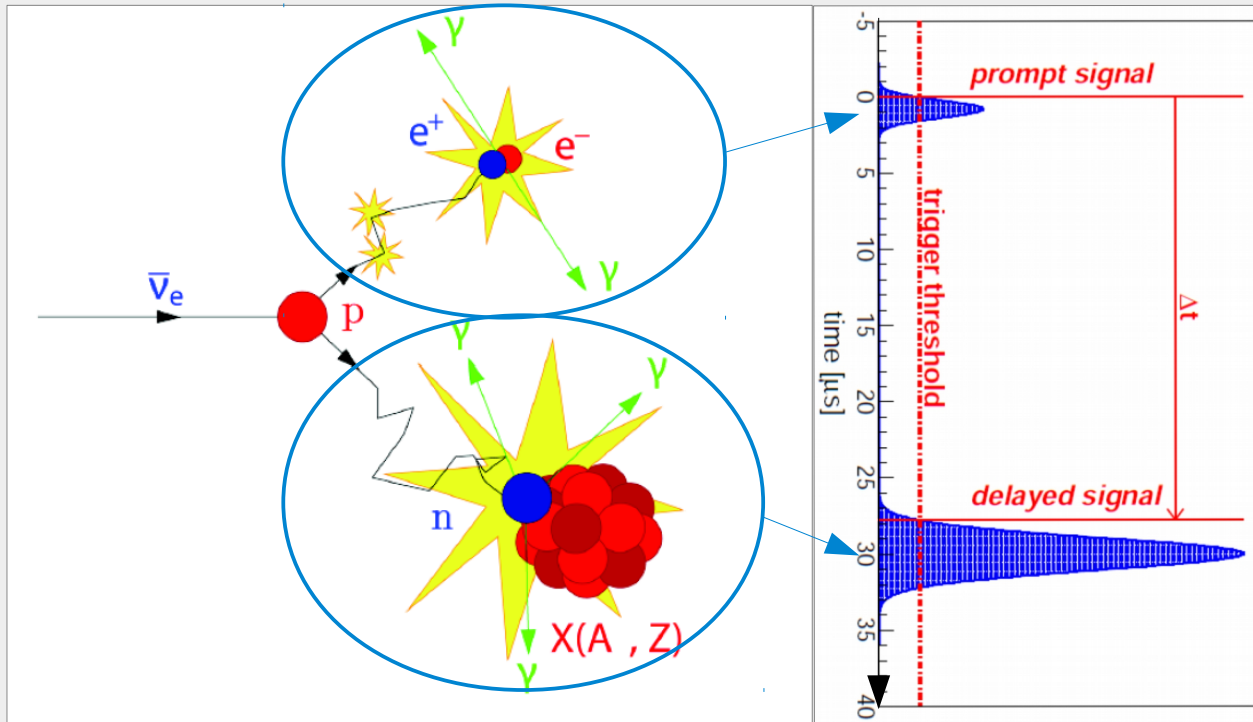 γ
e⁺
e⁻
γ
ν̅ₑ
p
γ
γ
n
X(A , Z)
γ
-5
0
5
10
15
20
25
30
35
40
time [μs]
prompt signal
trigger threshold
Δt
delayed signal